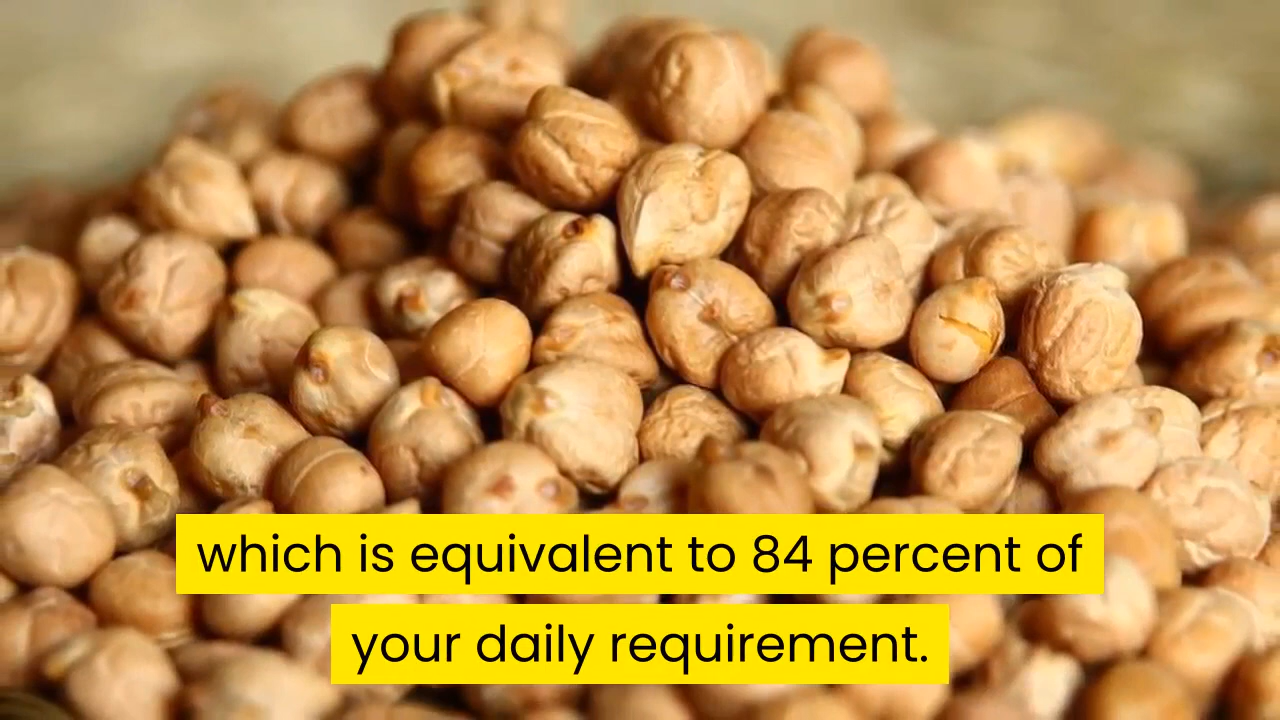 which is equivalent to 84 percent of
your daily requirement.